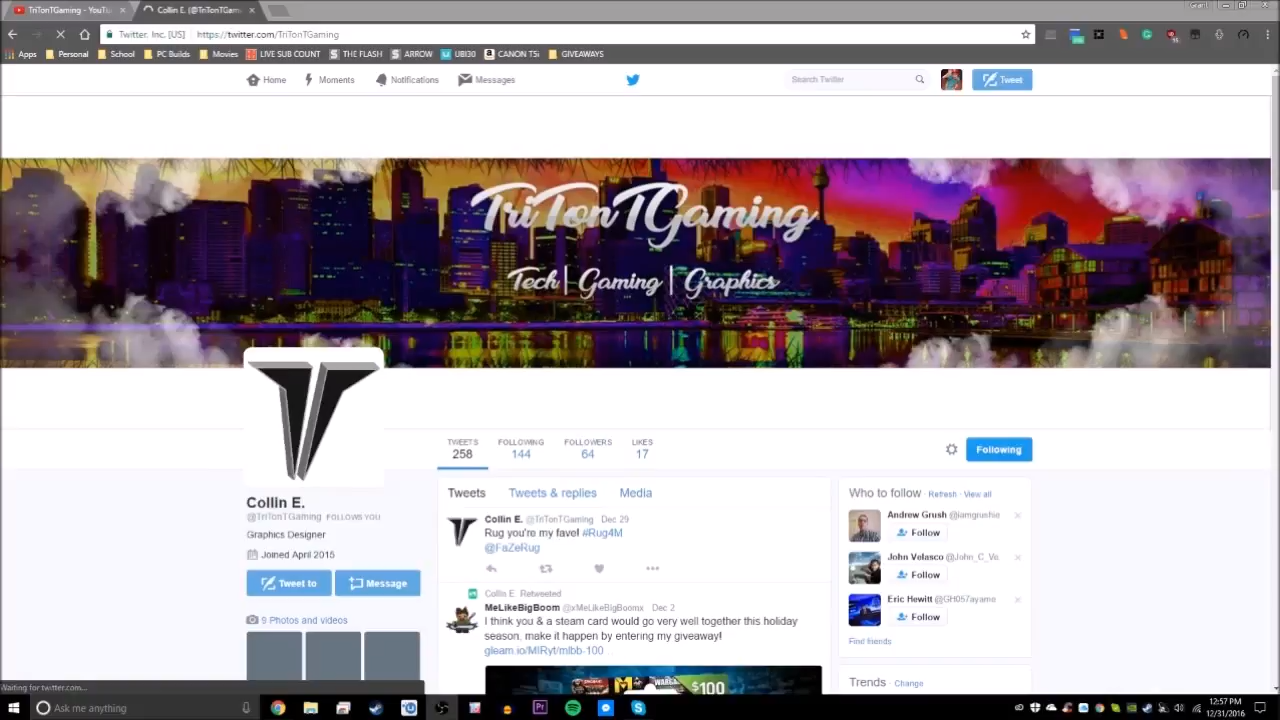 TriTonTGaming - YouTu
Collin E. (@TriTonTGam
Grant
Twitter, Inc. [US]
https://twitter.com/TriTonTGaming
Apps
Personal
School
PC Builds
Movies
LIVE SUB COUNT
THE FLASH
ARROW
UBI30
CANON T5i
GIVEAWAYS
Home
Moments
Notifications
Messages
Search Twitter
Tweet
TriTonTGaming
Tech | Gaming | Graphics
TWEETS
258
FOLLOWING
144
FOLLOWERS
64
LIKES
17
Following
Collin E.
@TriTonTGaming FOLLOWS YOU
Graphics Designer
Joined April 2015
Tweet to
Message
9 Photos and videos
Tweets
Tweets & replies
Media
Collin E. @TriTonTGaming Dec 29
Rug you're my fave! #Rug4M
@FaZeRug
Collin E. Retweeted
MeLikeBigBoom @xMeLikeBigBoomx Dec 2
I think you & a steam card would go very well together this holiday
season, make it happen by entering my giveaway!
gleam.io/MIRyf/mlbb-100
$100
Who to follow · Refresh · View all
Andrew Grush @iamgrushie
Follow
John Velasco @John_C_Vo
Follow
Eric Hewitt @GH057ayame
Follow
Find friends
Trends · Change
Waiting for twitter.com...
Ask me anything
12:57 PM
12/31/2016